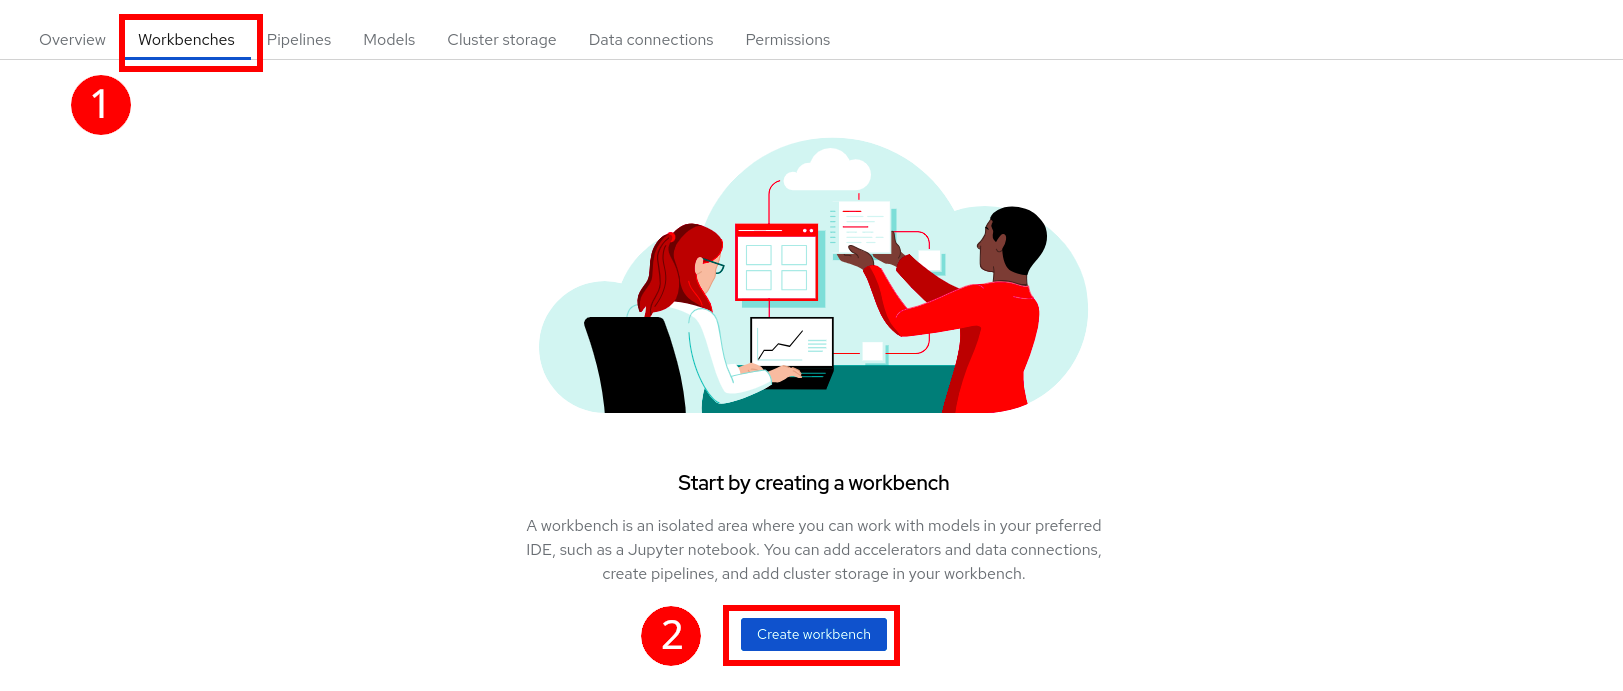 Overview Workbenches Pipelines Models Cluster storage Data connections Permissions
1
Start by creating a workbench
A workbench is an isolated area where you can work with models in your preferred
IDE, such as a Jupyter notebook. You can add accelerators and data connections,
create pipelines, and add cluster storage in your workbench.
2 Create workbench